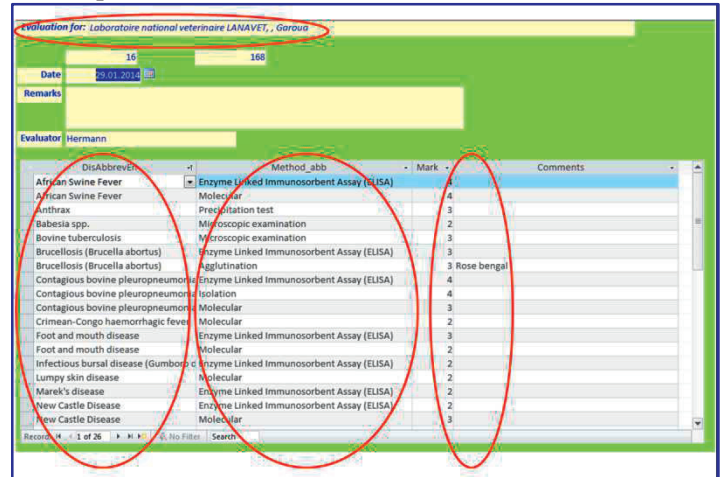 Evaluation for: Laboratoire national veterinaire LANAVET, , Garoua
16 168
Date 29.01.2014
Remarks
Evaluator Hermann
DisAbbrevEn Method_abb Mark Comments
African Swine Fever Enzyme Linked Immunosorbent Assay (ELISA) 4
African Swine Fever Molecular 4
Anthrax Precipitation test 3
Babesia spp. Microscopic examination 2
Bovine tuberculosis Microscopic examination 3
Brucellosis (Brucella abortus) Enzyme Linked Immunosorbent Assay (ELISA) 3
Brucellosis (Brucella abortus) Agglutination 3 Rose bengal
Contagious bovine pleuropneumonia Enzyme Linked Immunosorbent Assay (ELISA) 4
Contagious bovine pleuropneumonia Isolation 4
Contagious bovine pleuropneumonia Molecular 3
Crimean-Congo haemorrhagic fever Molecular 2
Foot and mouth disease Enzyme Linked Immunosorbent Assay (ELISA) 3
Foot and mouth disease Molecular 2
Infectious bursal disease (Gumboro d Enzyme Linked Immunosorbent Assay (ELISA) 2
Lumpy skin disease Molecular 2
Marek's disease Enzyme Linked Immunosorbent Assay (ELISA) 2
New Castle Disease Enzyme Linked Immunosorbent Assay (ELISA) 2
New Castle Disease Molecular 3
Record: 1 of 26 No Filter Search